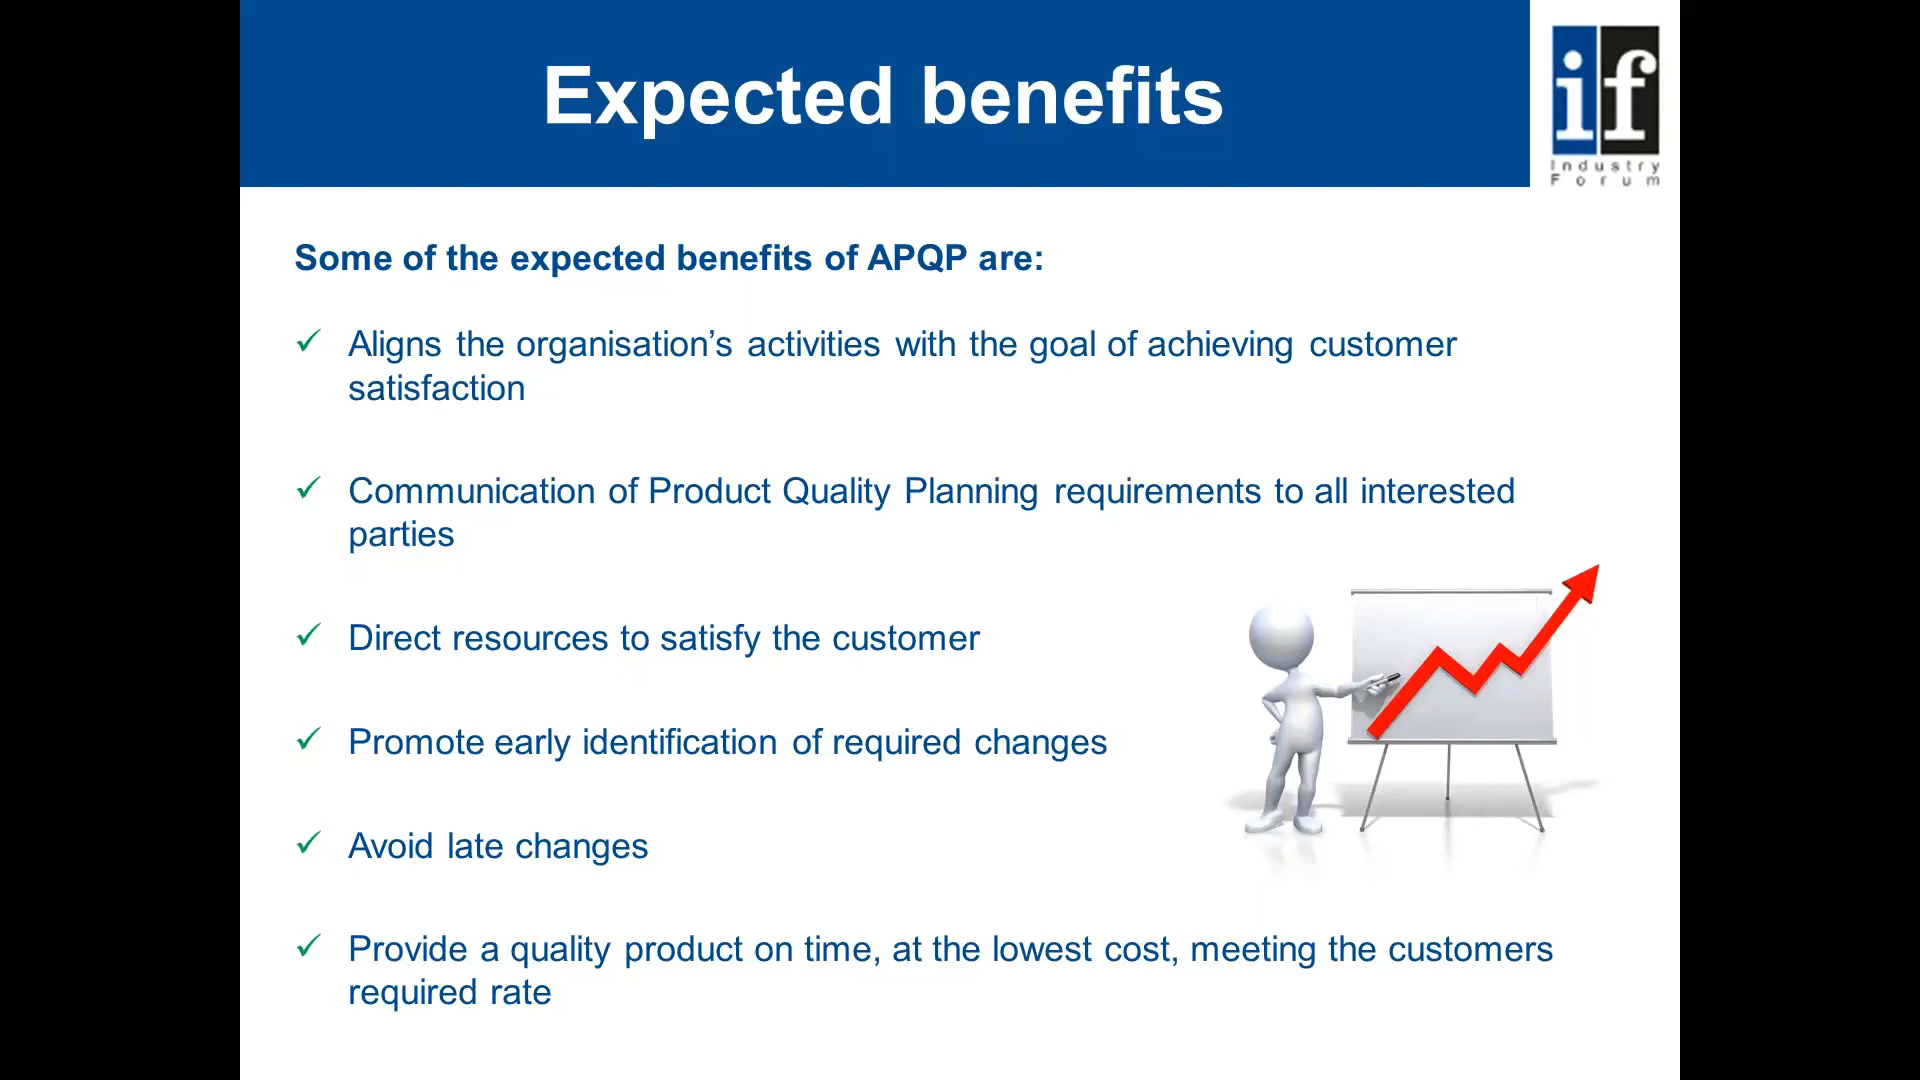 Expected benefits
if
Industry
Forum
Some of the expected benefits of APQP are:
✓ Aligns the organisation’s activities with the goal of achieving customer
satisfaction
✓ Communication of Product Quality Planning requirements to all interested
parties
✓ Direct resources to satisfy the customer
✓ Promote early identification of required changes
✓ Avoid late changes
✓ Provide a quality product on time, at the lowest cost, meeting the customers
required rate